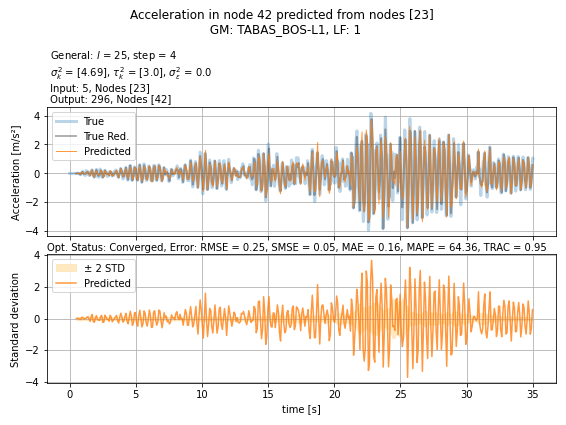 Acceleration in node 42 predicted from nodes [23]
GM: TABAS_BOS-L1, LF: 1
General: l = 25, step = 4
σ²ₖ = [4.69], τ²ₖ = [3.0], σ²ε = 0.0
Input: 5, Nodes [23]
Output: 296, Nodes [42]
Acceleration [m/s²]
4
2
0
−2
−4
True
True Red.
Predicted
Opt. Status: Converged, Error: RMSE = 0.25, SMSE = 0.05, MAE = 0.16, MAPE = 64.36, TRAC = 0.95
Standard deviation
4
2
0
−2
−4
± 2 STD
Predicted
0 5 10 15 20 25 30 35
time [s]